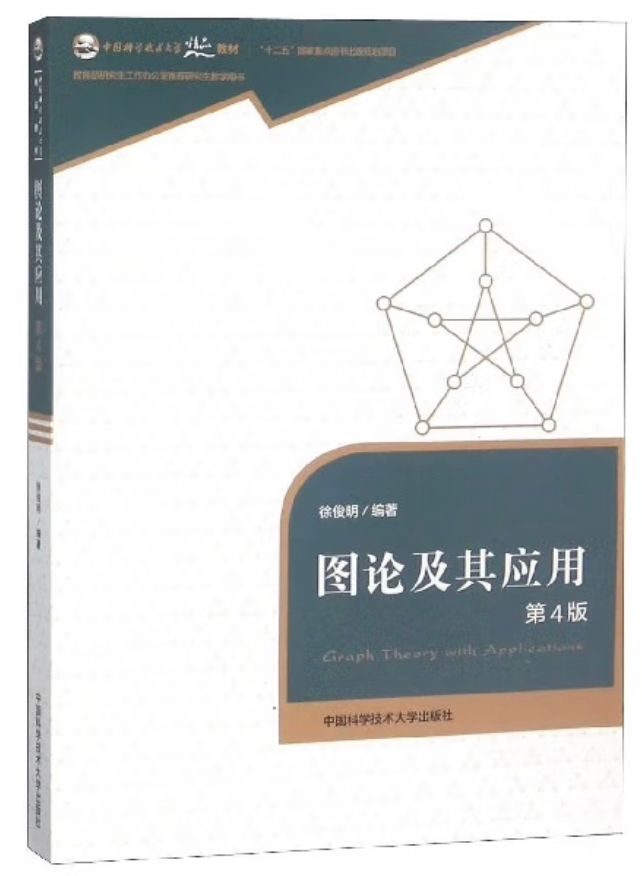 中国科学技术大学 精品 教材
"十二五"国家重点图书出版规划项目
教育部研究生工作办公室推荐研究生教学用书
图论及其应用
第4版
徐俊明 / 编著
中国科学技术大学出版社
徐俊明 / 编著
图论及其应用
第4版
Graph Theory with Applications
中国科学技术大学出版社